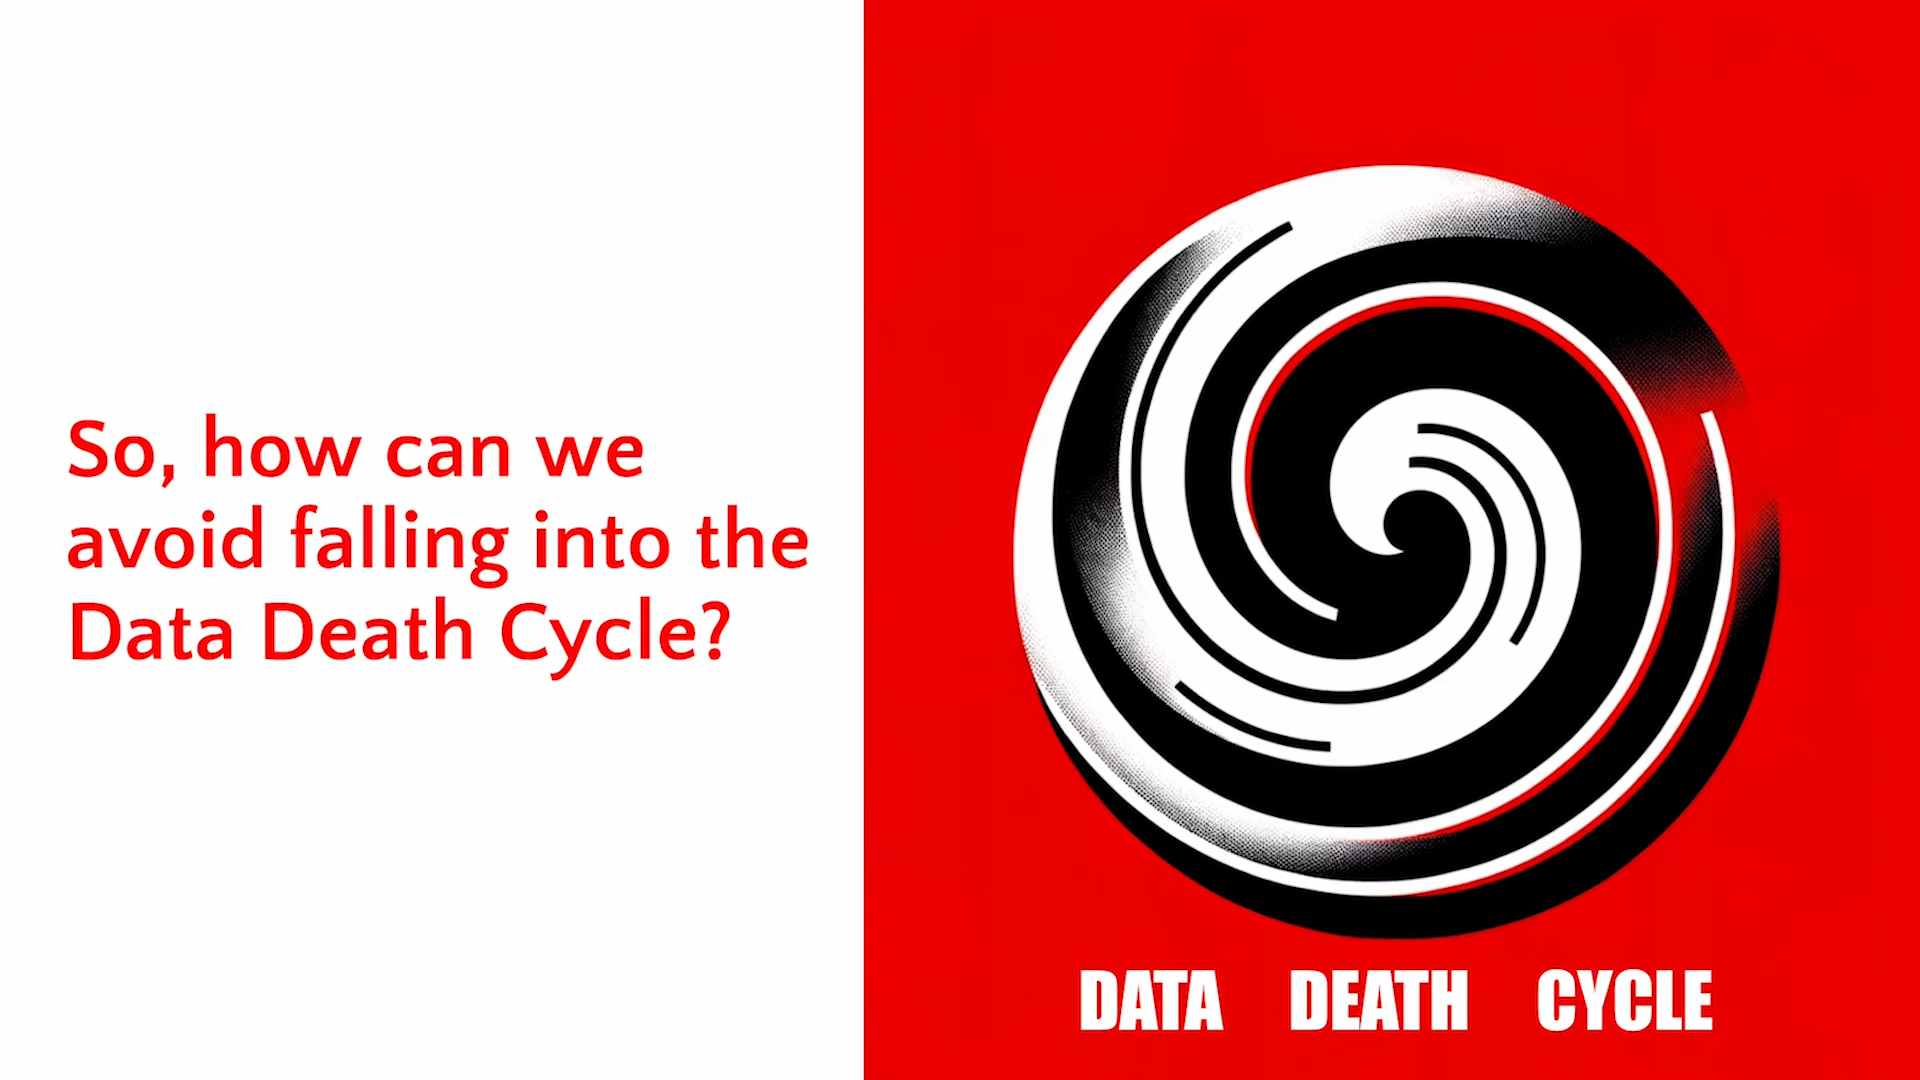 So, how can we
avoid falling into the
Data Death Cycle?
DATA DEATH CYCLE